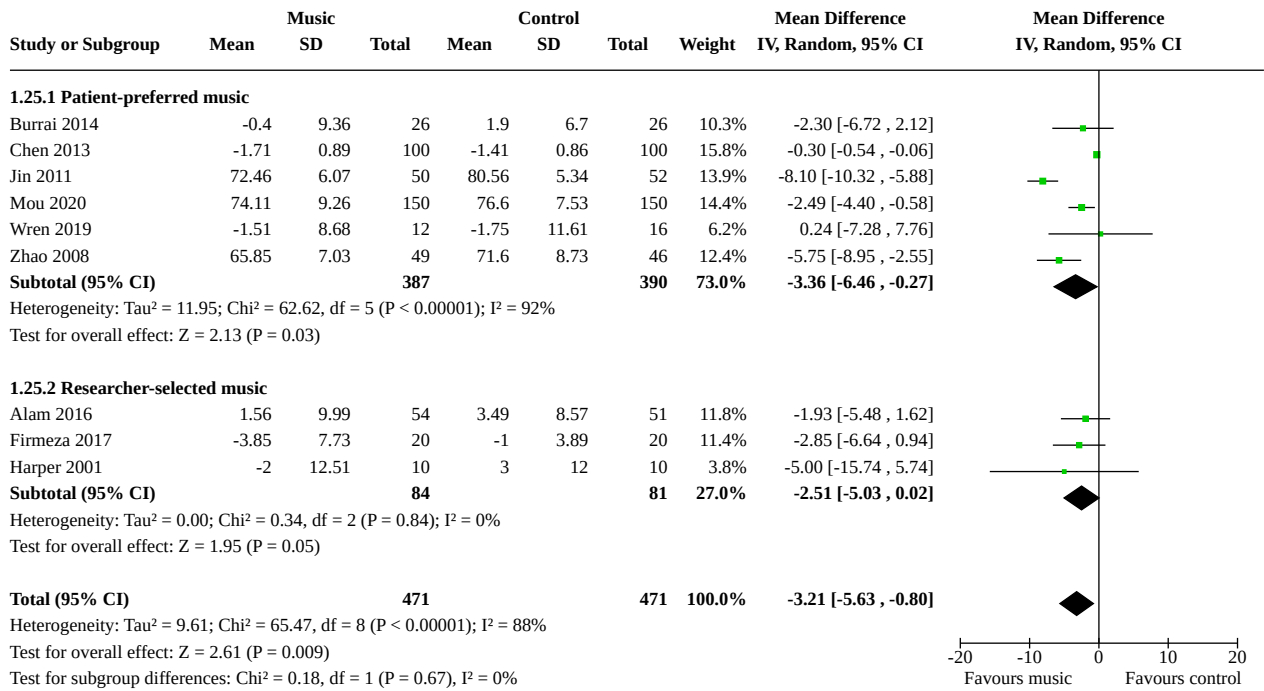 Music Control Mean Difference Mean Difference
Study or Subgroup Mean SD Total Mean SD Total Weight IV, Random, 95% CI IV, Random, 95% CI
1.25.1 Patient-preferred music
Burrai 2014 -0.4 9.36 26 1.9 6.7 26 10.3% -2.30 [-6.72 , 2.12]
Chen 2013 -1.71 0.89 100 -1.41 0.86 100 15.8% -0.30 [-0.54 , -0.06]
Jin 2011 72.46 6.07 50 80.56 5.34 52 13.9% -8.10 [-10.32 , -5.88]
Mou 2020 74.11 9.26 150 76.6 7.53 150 14.4% -2.49 [-4.40 , -0.58]
Wren 2019 -1.51 8.68 12 -1.75 11.61 16 6.2% 0.24 [-7.28 , 7.76]
Zhao 2008 65.85 7.03 49 71.6 8.73 46 12.4% -5.75 [-8.95 , -2.55]
Subtotal (95% CI) 387 390 73.0% -3.36 [-6.46 , -0.27]
Heterogeneity: Tau² = 11.95; Chi² = 62.62, df = 5 (P < 0.00001); I² = 92%
Test for overall effect: Z = 2.13 (P = 0.03)
1.25.2 Researcher-selected music
Alam 2016 1.56 9.99 54 3.49 8.57 51 11.8% -1.93 [-5.48 , 1.62]
Firmeza 2017 -3.85 7.73 20 -1 3.89 20 11.4% -2.85 [-6.64 , 0.94]
Harper 2001 -2 12.51 10 3 12 10 3.8% -5.00 [-15.74 , 5.74]
Subtotal (95% CI) 84 81 27.0% -2.51 [-5.03 , 0.02]
Heterogeneity: Tau² = 0.00; Chi² = 0.34, df = 2 (P = 0.84); I² = 0%
Test for overall effect: Z = 1.95 (P = 0.05)
Total (95% CI) 471 471 100.0% -3.21 [-5.63 , -0.80]
Heterogeneity: Tau² = 9.61; Chi² = 65.47, df = 8 (P < 0.00001); I² = 88%
Test for overall effect: Z = 2.61 (P = 0.009)
Test for subgroup differences: Chi² = 0.18, df = 1 (P = 0.67), I² = 0%
-20 -10 0 10 20
Favours music Favours control